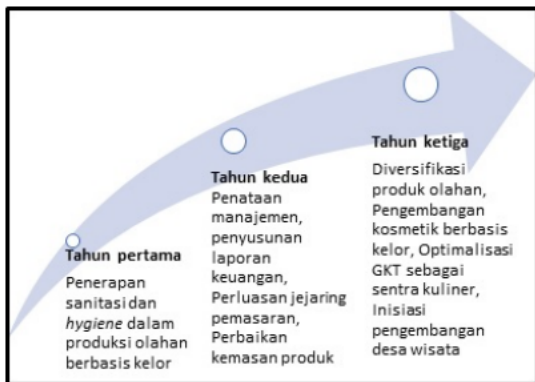 Tahun pertama
Penerapan
sanitasi dan
hygiene dalam
produksi olahan
berbasis kelor
Tahun kedua
Penataan
manajemen,
penyusunan
laporan
keuangan,
Perluasan jejaring
pemasaran,
Perbaikan
kemasan produk
Tahun ketiga
Diversifikasi
produk olahan,
Pengembangan
kosmetik berbasis
kelor, Optimalisasi
GKT sebagai
sentra kuliner,
Inisiasi
pengembangan
desa wisata